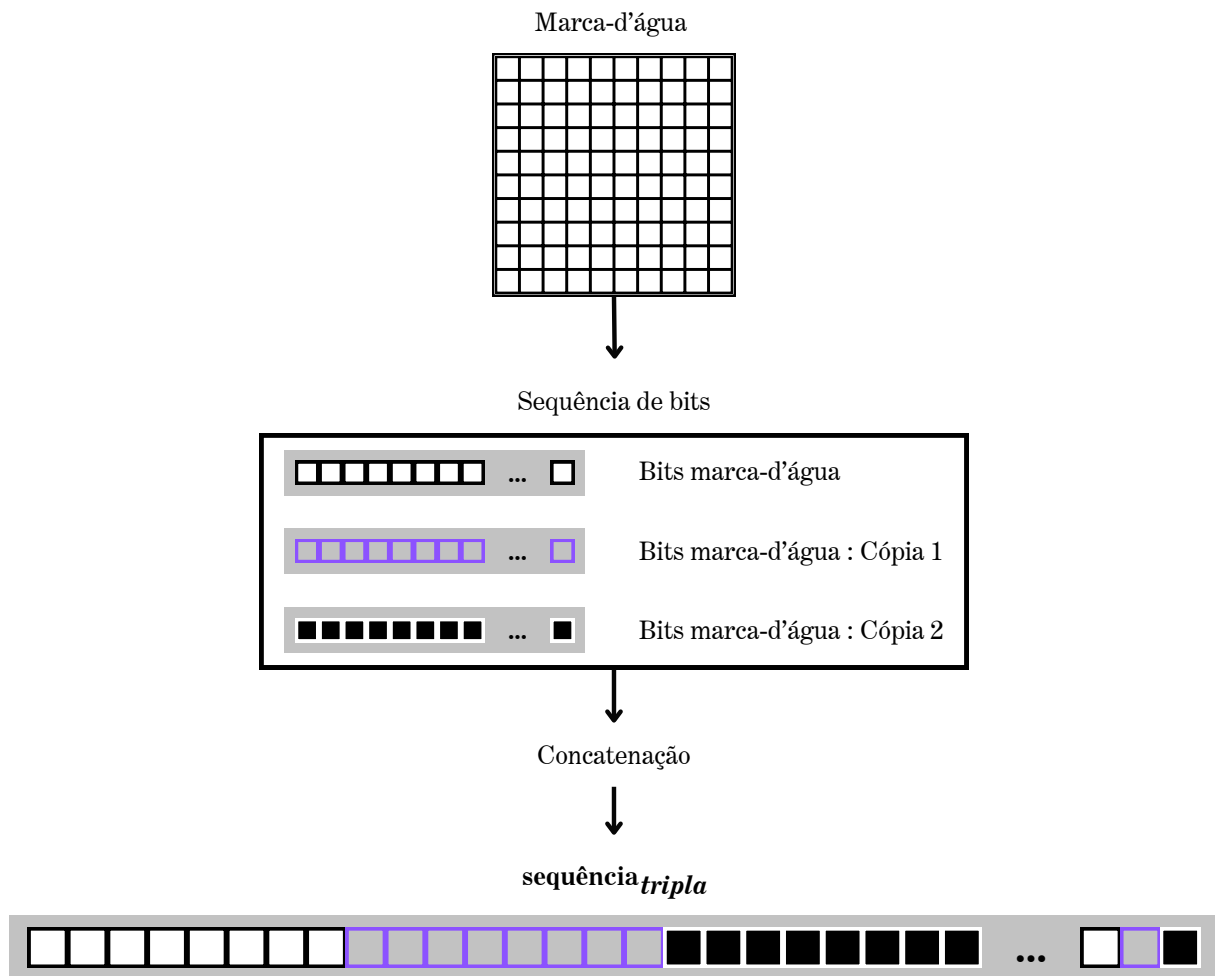 Marca-d’água
Sequência de bits
... Bits marca-d’água
... Bits marca-d’água : Cópia 1
... Bits marca-d’água : Cópia 2
Concatenação
sequência tripla
...